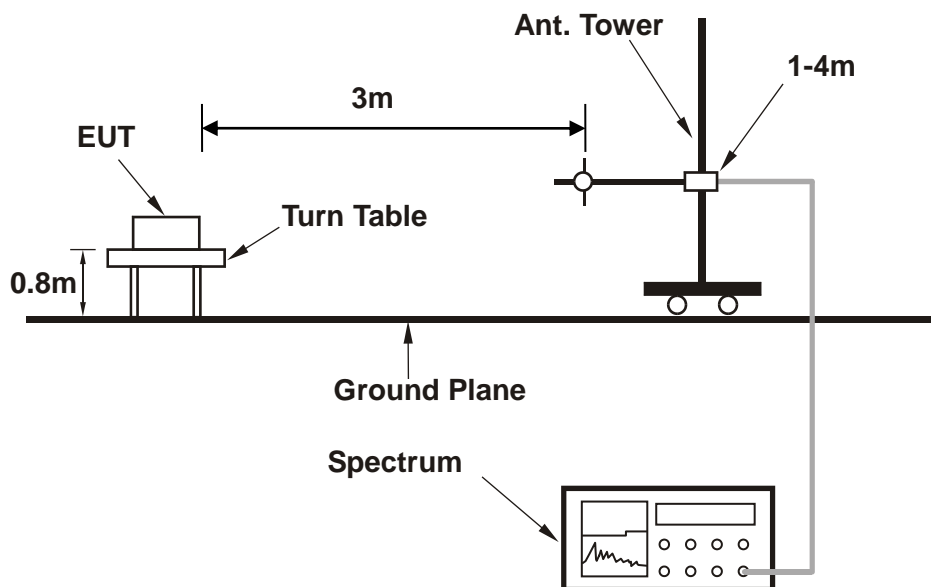 Ant. Tower
1-4m
3m
EUT
Turn Table
0.8m
Ground Plane
Spectrum